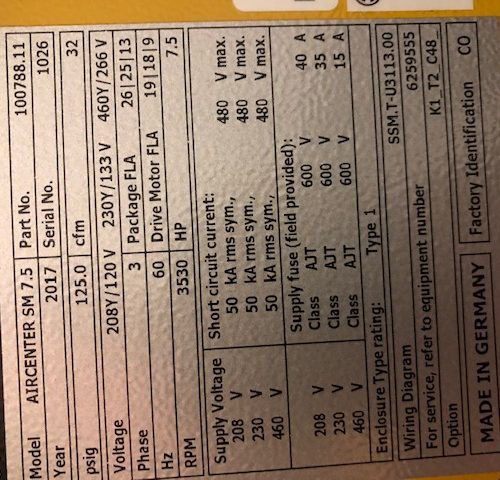 Model AIRCENTER SM 7.5 Part No. 100788.11
Year 2017 Serial No. 1026
psig 125.0 cfm 32
Voltage 208Y/120 V 230Y/133 V 460Y/266 V
Phase 3 Package FLA 26|25|13
Hz 60 Drive Motor FLA 19|18|9
RPM 3530 HP 7.5
Supply Voltage Short circuit current:
208 V 50 kA rms sym., 480 V max.
230 V 50 kA rms sym., 480 V max.
460 V 50 kA rms sym., 480 V max.
Supply fuse (field provided):
208 V Class AJT 600 V 40 A
230 V Class AJT 600 V 35 A
460 V Class AJT 600 V 15 A
Enclosure Type rating: Type 1
Wiring Diagram SSM.T-U3113.00
For service, refer to equipment number 6259555
Option K1_T2_C48_
MADE IN GERMANY Factory Identification CO